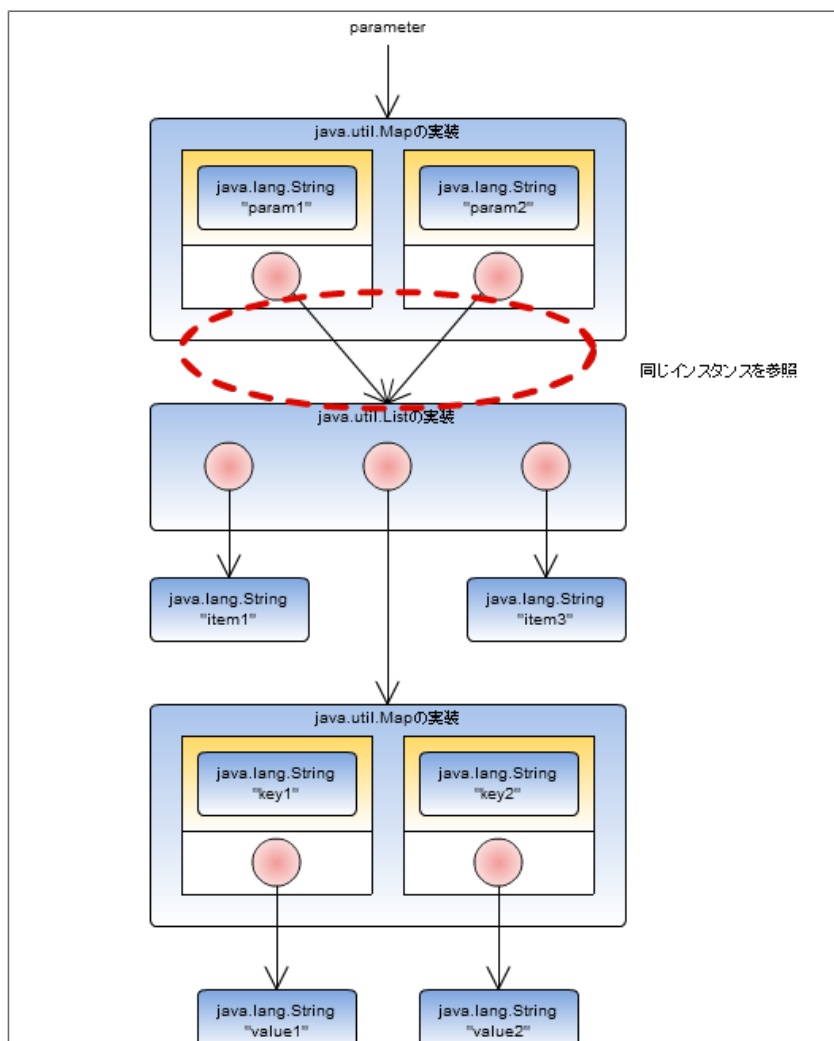 parameter
java.util.Mapの実装
java.lang.String
"param1"
java.lang.String
"param2"
同じインスタンスを参照
java.util.Listの実装
java.lang.String
"item1"
java.lang.String
"item3"
java.util.Mapの実装
java.lang.String
"key1"
java.lang.String
"key2"
java.lang.String
"value1"
java.lang.String
"value2"